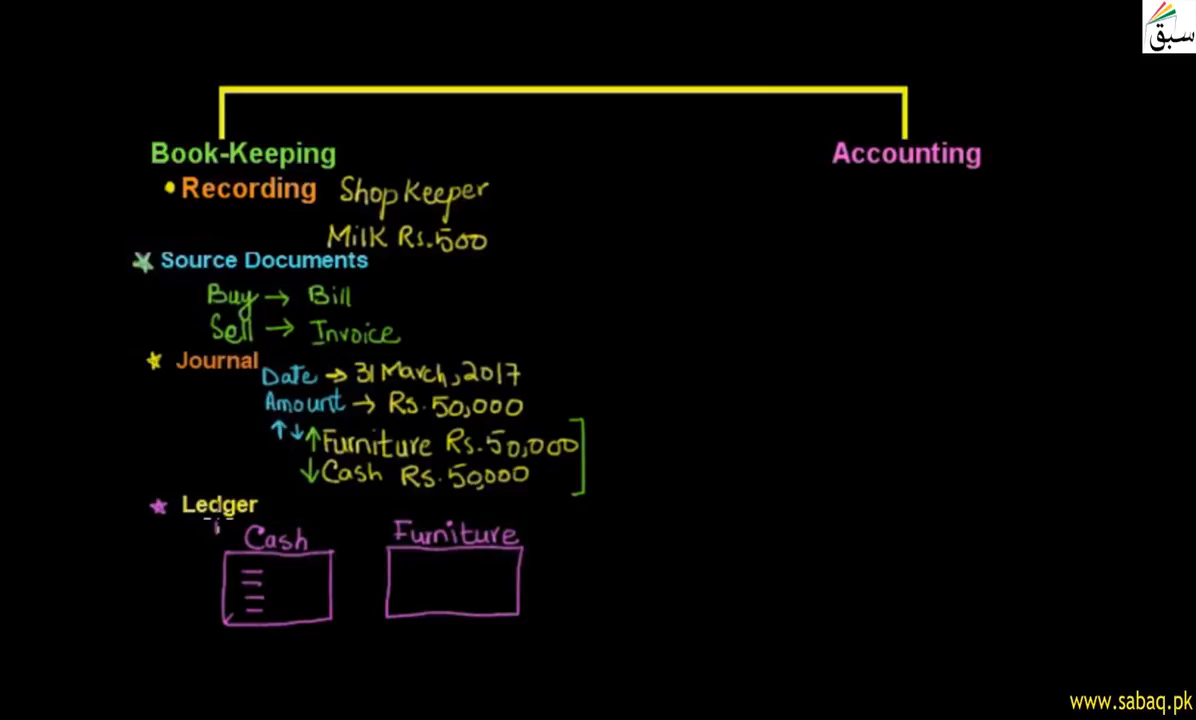 سبق
Book-Keeping
Accounting
• Recording Shop Keeper
Milk Rs.500
Source Documents
Buy → Bill
Sell → Invoice
Journal
Date → 31 March, 2017
Amount → Rs. 50,000
↑↓ ↑ Furniture Rs. 50,000
↓ Cash Rs. 50,000
Ledger
Cash Furniture
www.sabaq.pk